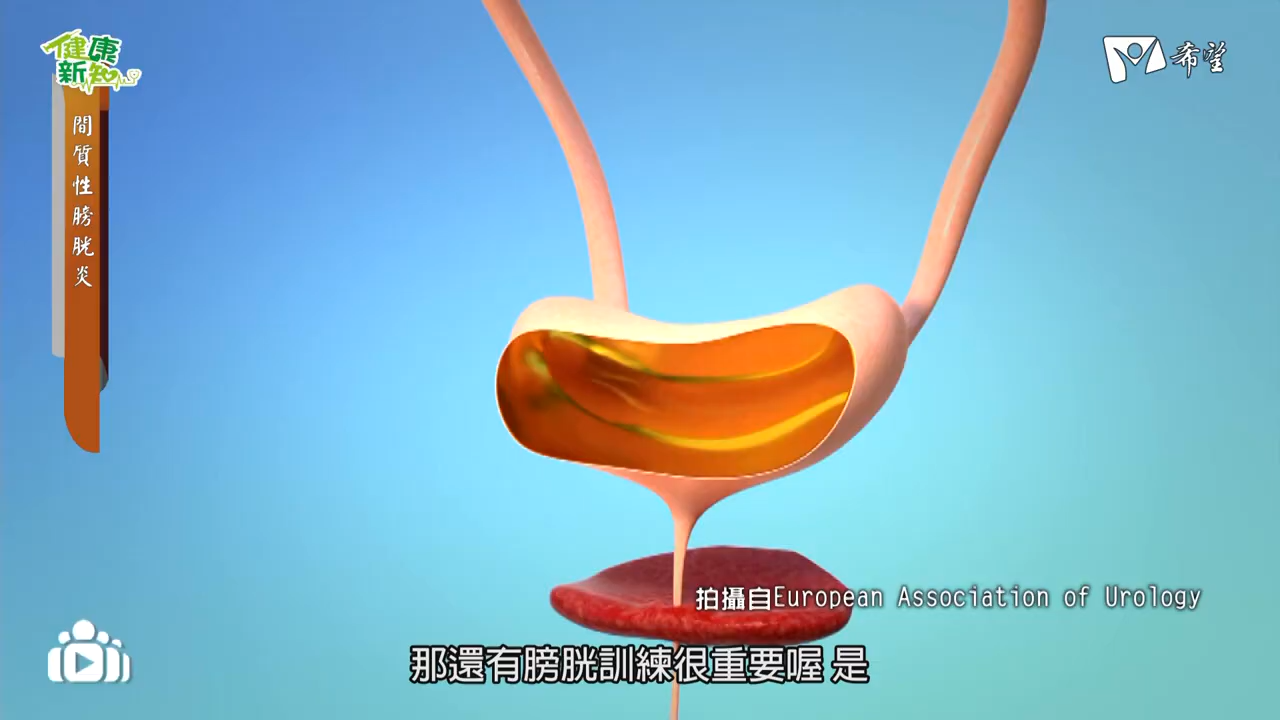 健康
新知
希望
間質性膀胱炎
拍攝自European Association of Urology
那還有膀胱訓練很重要喔 是